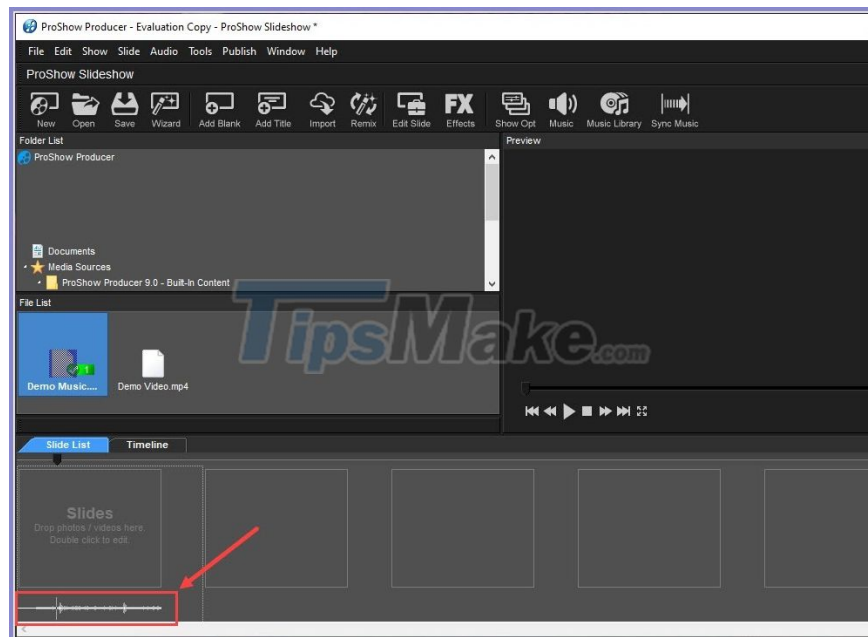 ProShow Producer - Evaluation Copy - ProShow Slideshow *
File Edit Show Slide Audio Tools Publish Window Help
ProShow Slideshow
New Open Save Wizard Add Blank Add Title Import Remix Edit Slide Effects Show Opt Music Music Library Sync Music
FX
Folder List
Preview
ProShow Producer
Documents
Media Sources
ProShow Producer 9.0 - Built-In Content
File List
TipsMake.com
1
Demo Music.... Demo Video.mp4
Slide List Timeline
Slides
Drop photos / videos here.
Double click to edit.